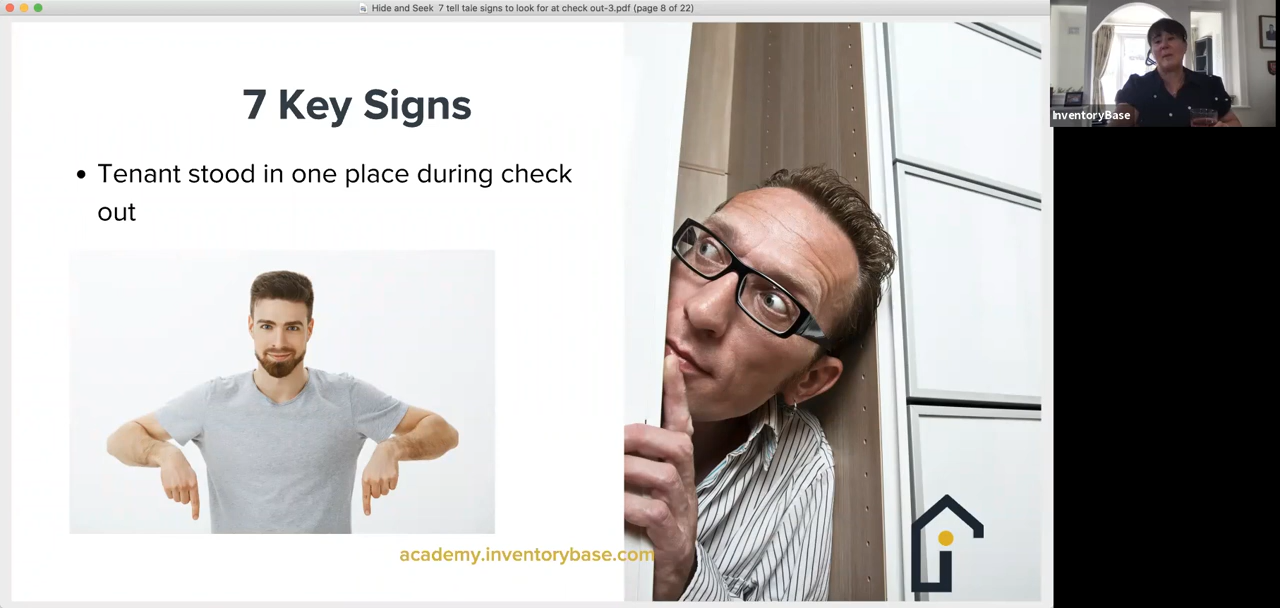 Hide and Seek 7 tell tale signs to look for at check out-3.pdf (page 8 of 22)
7 Key Signs
• Tenant stood in one place during check
out
academy.inventorybase.com
InventoryBase